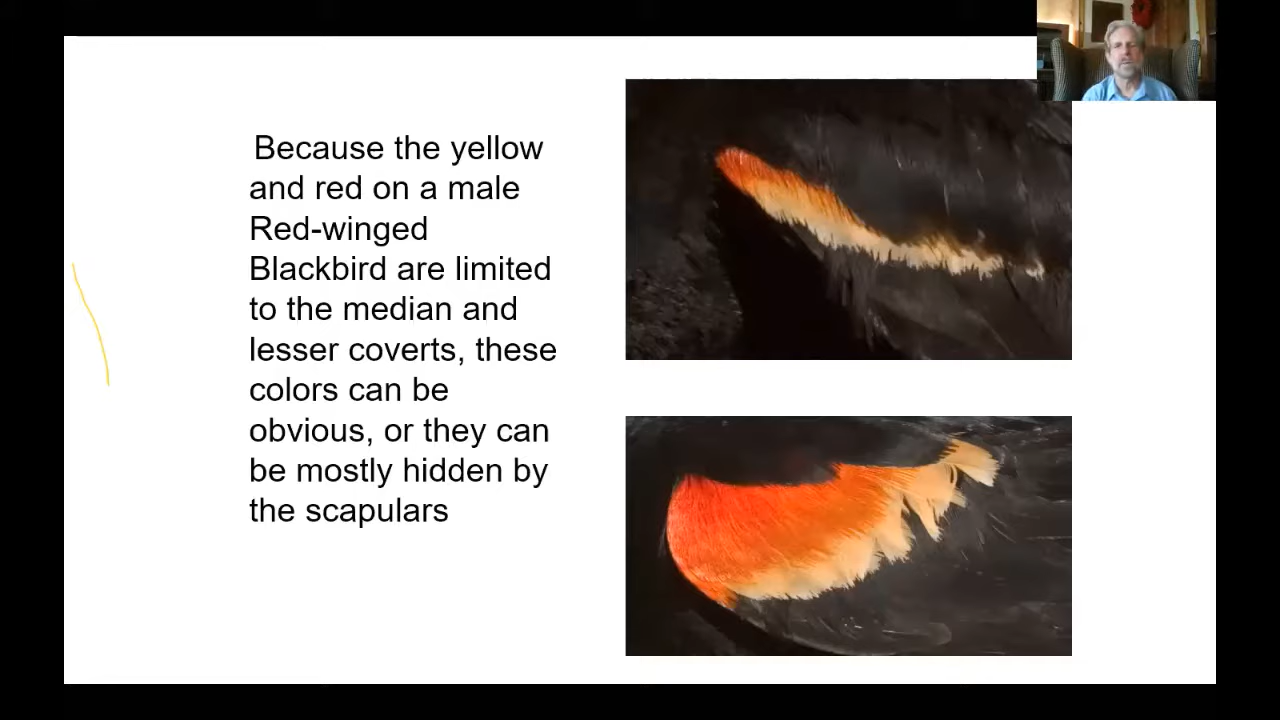 Because the yellow
and red on a male
Red-winged
Blackbird are limited
to the median and
lesser coverts, these
colors can be
obvious, or they can
be mostly hidden by
the scapulars